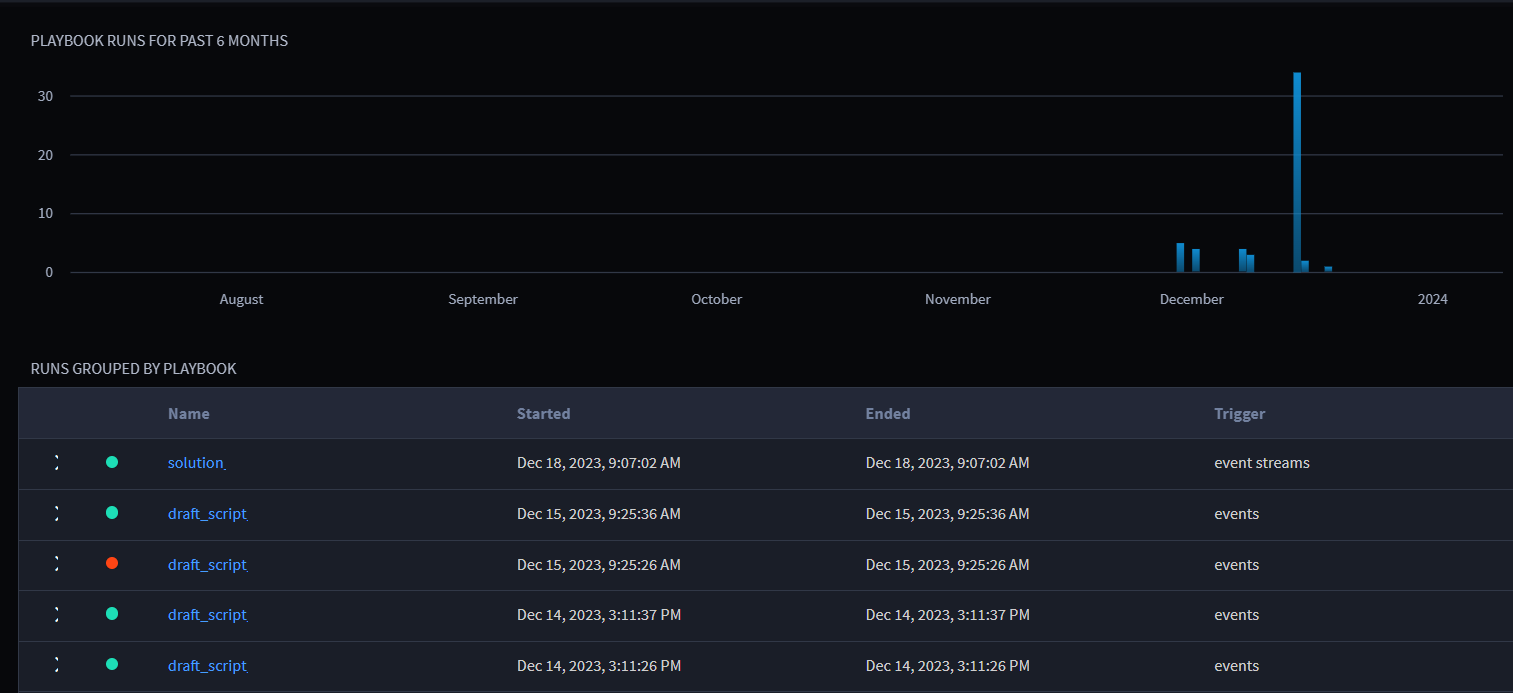 PLAYBOOK RUNS FOR PAST 6 MONTHS
30
20
10
0
August September October November December 2024
RUNS GROUPED BY PLAYBOOK
Name Started Ended Trigger
solution Dec 18, 2023, 9:07:02 AM Dec 18, 2023, 9:07:02 AM event streams
draft_script Dec 15, 2023, 9:25:36 AM Dec 15, 2023, 9:25:36 AM events
draft_script Dec 15, 2023, 9:25:26 AM Dec 15, 2023, 9:25:26 AM events
draft_script Dec 14, 2023, 3:11:37 PM Dec 14, 2023, 3:11:37 PM events
draft_script Dec 14, 2023, 3:11:26 PM Dec 14, 2023, 3:11:26 PM events